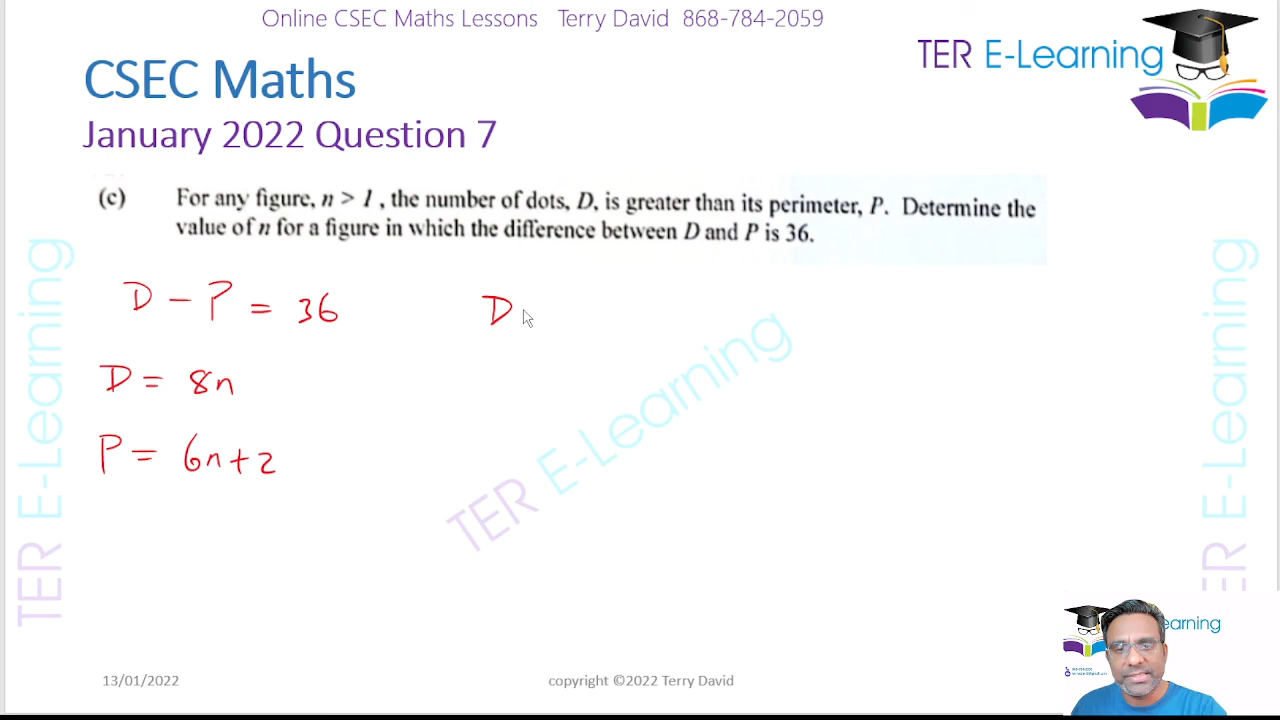 Online CSEC Maths Lessons Terry David 868-784-2059
TER E-Learning
CSEC Maths
January 2022 Question 7
(c) For any figure, n > 1, the number of dots, D, is greater than its perimeter, P. Determine the
value of n for a figure in which the difference between D and P is 36.
D - P = 36
D
D = 8n
P = 6n+2
TER E-Learning
TER E-Learning
TER E-Learning
earning
13/01/2022
copyright ©2022 Terry David